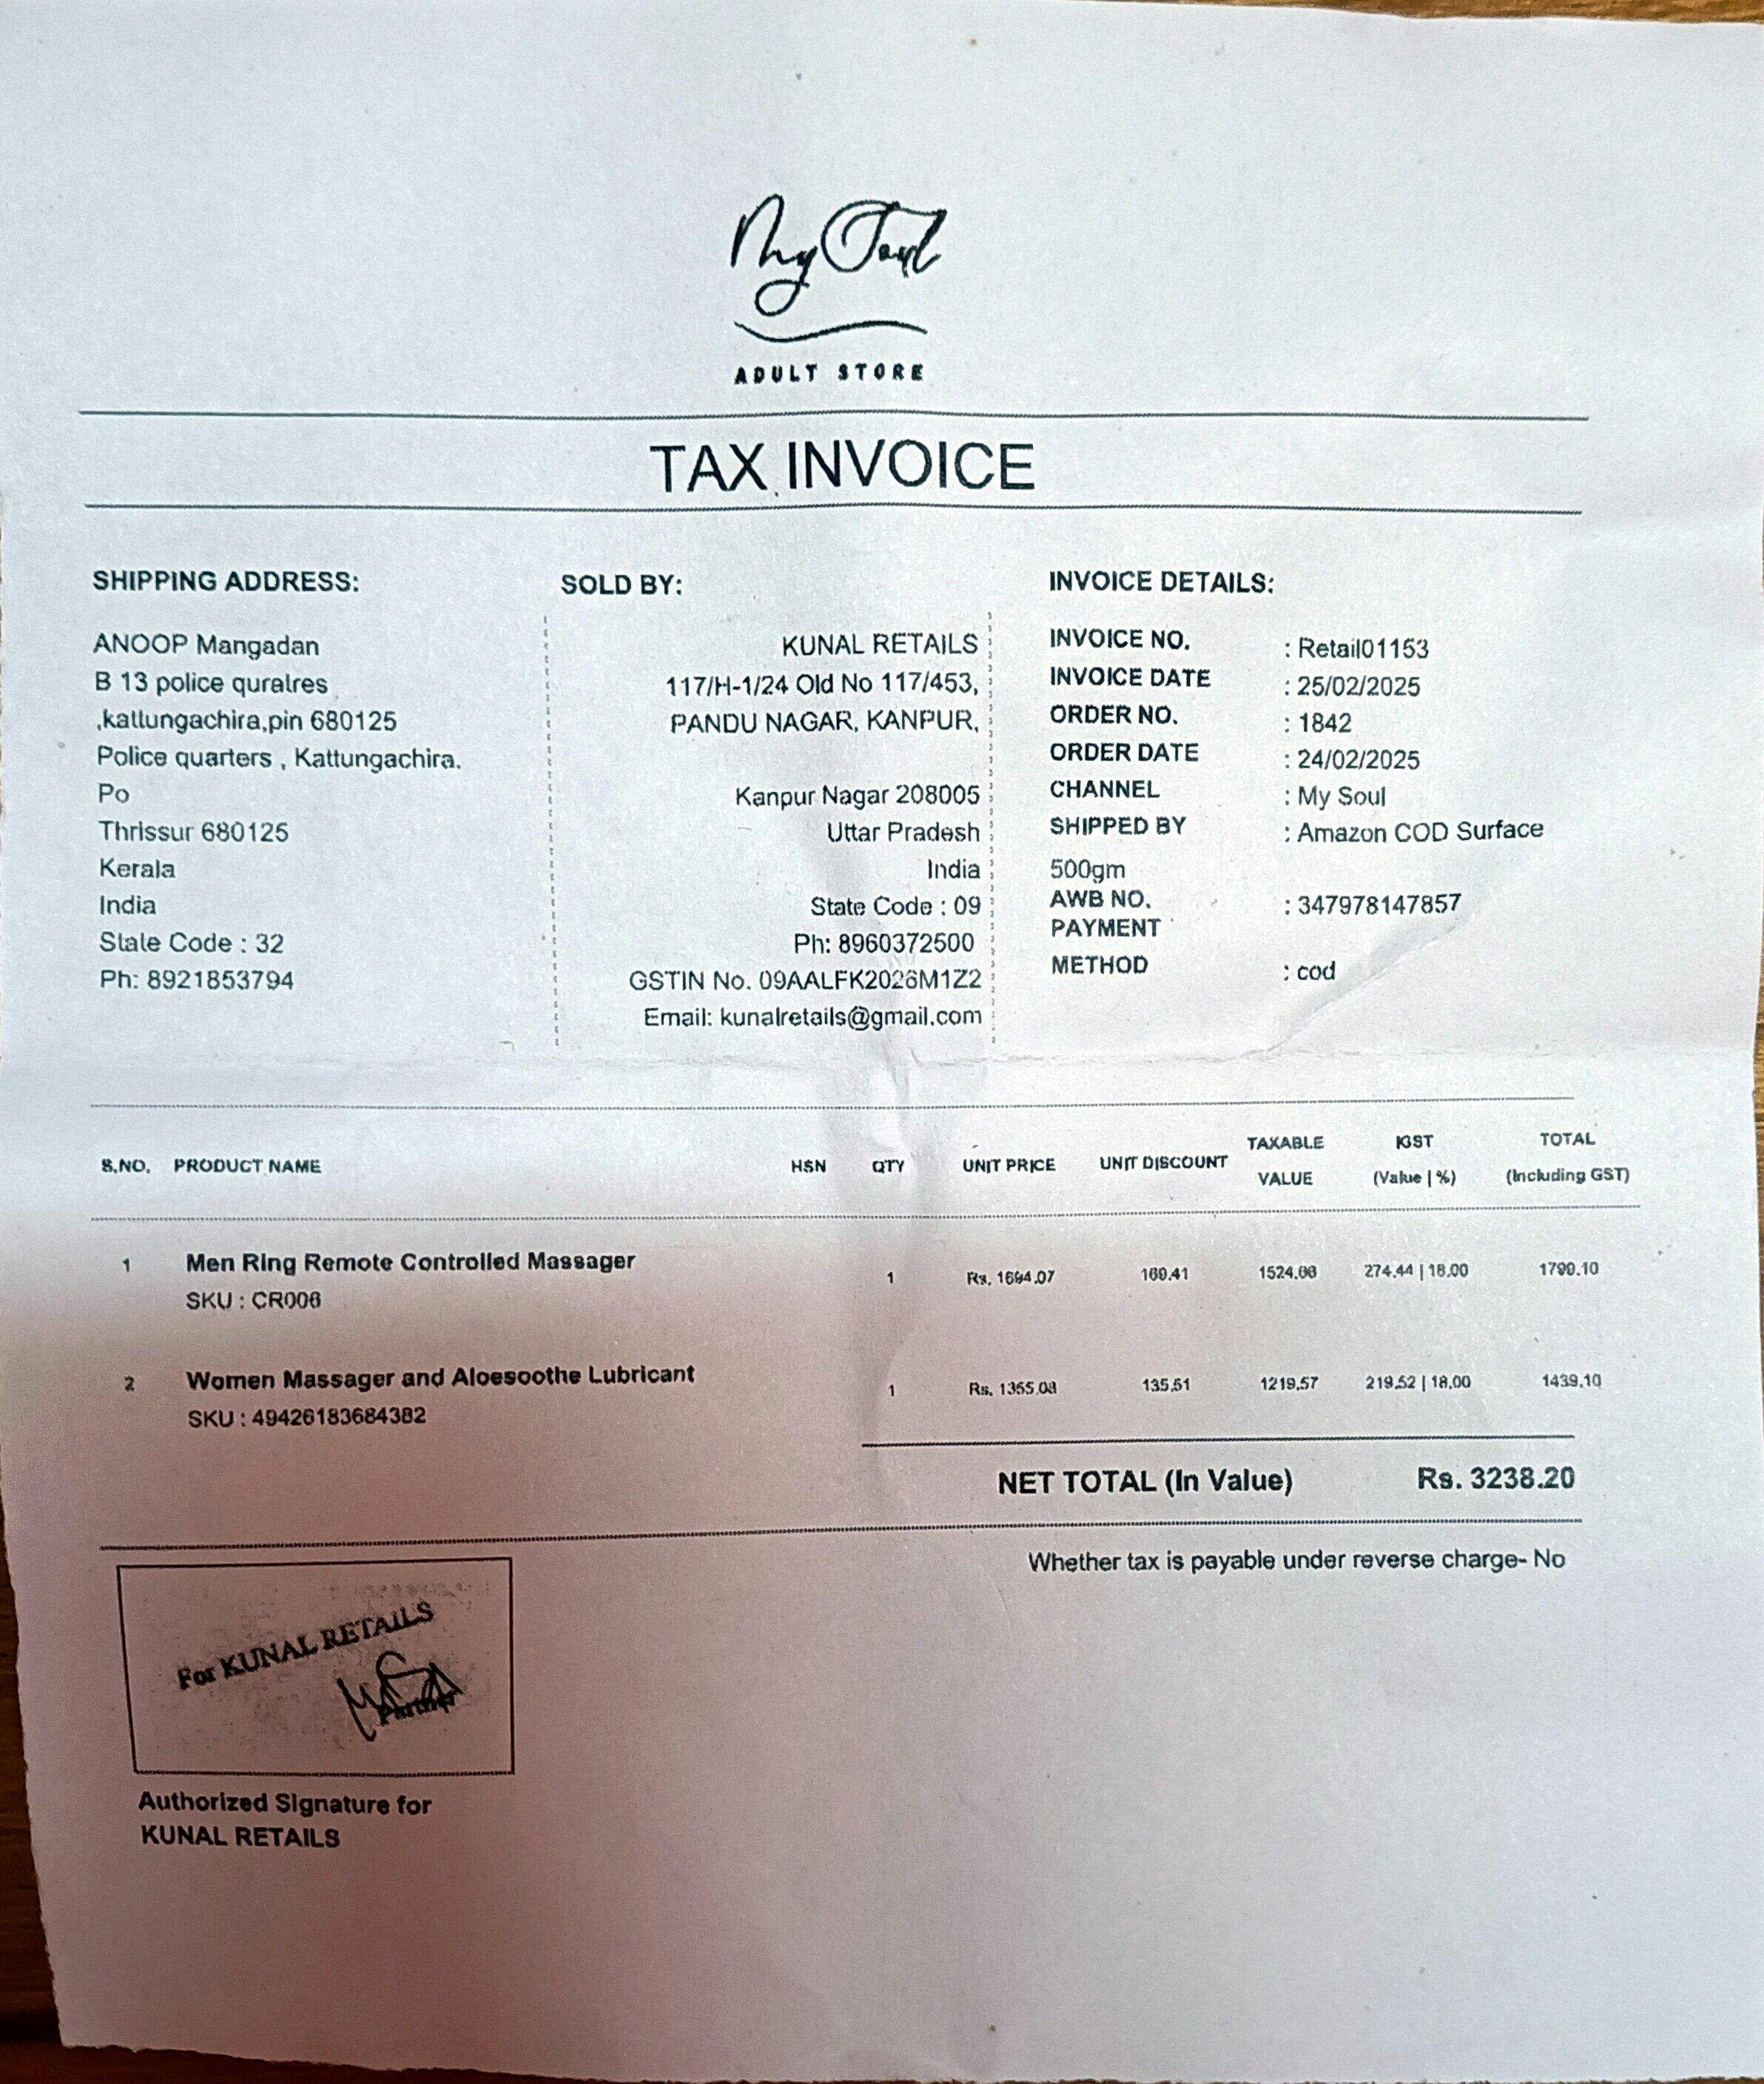 My Soul
ADULT STORE
TAX INVOICE
SHIPPING ADDRESS:
ANOOP Mangadan
B 13 police quralres
,kattungachira,pin 680125
Police quarters , Kattungachira.
Po
Thrissur 680125
Kerala
India
State Code : 32
Ph: 8921853794
SOLD BY:
KUNAL RETAILS
117/H-1/24 Old No 117/453,
PANDU NAGAR, KANPUR,
Kanpur Nagar 208005
Uttar Pradesh
India
State Code : 09
Ph: 8960372500
GSTIN No. 09AALFK2026M1Z2
Email: kunalretails@gmail.com
INVOICE DETAILS:
INVOICE NO. : Retail01153
INVOICE DATE : 25/02/2025
ORDER NO. : 1842
ORDER DATE : 24/02/2025
CHANNEL : My Soul
SHIPPED BY : Amazon COD Surface
500gm
AWB NO. : 347978147857
PAYMENT
METHOD : cod
S.NO. PRODUCT NAME HSN QTY UNIT PRICE UNIT DISCOUNT TAXABLE VALUE IGST (Value | %) TOTAL (Including GST)
1 Men Ring Remote Controlled Massager 1 Rs. 1694.07 169.41 1524.66 274.44 | 18.00 1799.10
SKU : CR006
2 Women Massager and Aloesoothe Lubricant 1 Rs. 1355.08 135.51 1219.57 219.52 | 18.00 1439.10
SKU : 49426183684382
NET TOTAL (In Value) Rs. 3238.20
Whether tax is payable under reverse charge- No
For KUNAL RETAILS
Partner
Authorized Signature for
KUNAL RETAILS